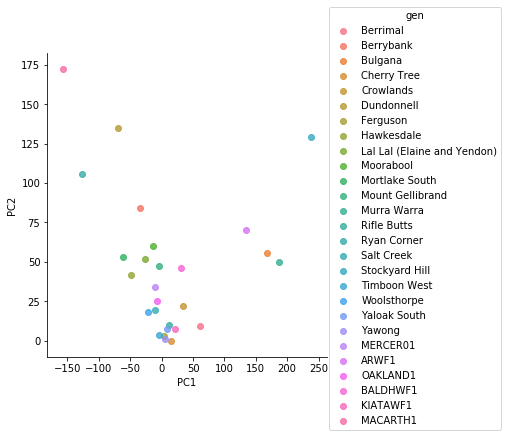 gen
Berrimal
Berrybank
Bulgana
Cherry Tree
Crowlands
Dundonnell
Ferguson
Hawkesdale
Lal Lal (Elaine and Yendon)
Moorabool
Mortlake South
Mount Gellibrand
Murra Warra
Rifle Butts
Ryan Corner
Salt Creek
Stockyard Hill
Timboon West
Woolsthorpe
Yaloak South
Yawong
MERCER01
ARWF1
OAKLAND1
BALDHWF1
KIATAWF1
MACARTH1
175
150
125
100
75
50
25
0
PC2
−150 −100 −50 0 50 100 150 200 250
PC1